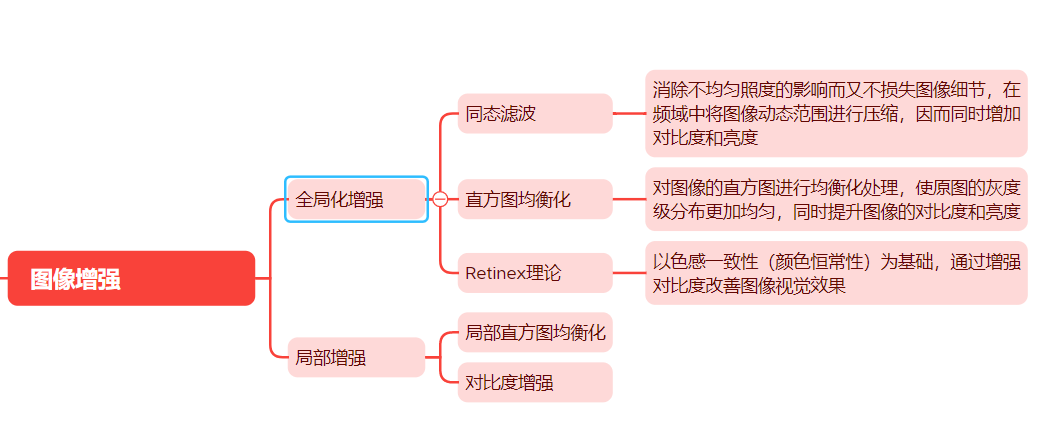 图像增强
全局化增强
同态滤波
消除不均匀照度的影响而又不损失图像细节，在
频域中将图像动态范围进行压缩，因而同时增加
对比度和亮度
直方图均衡化
对图像的直方图进行均衡化处理，使原图的灰度
级分布更加均匀，同时提升图像的对比度和亮度
Retinex理论
以色感一致性（颜色恒常性）为基础，通过增强
对比度改善图像视觉效果
局部增强
局部直方图均衡化
对比度增强